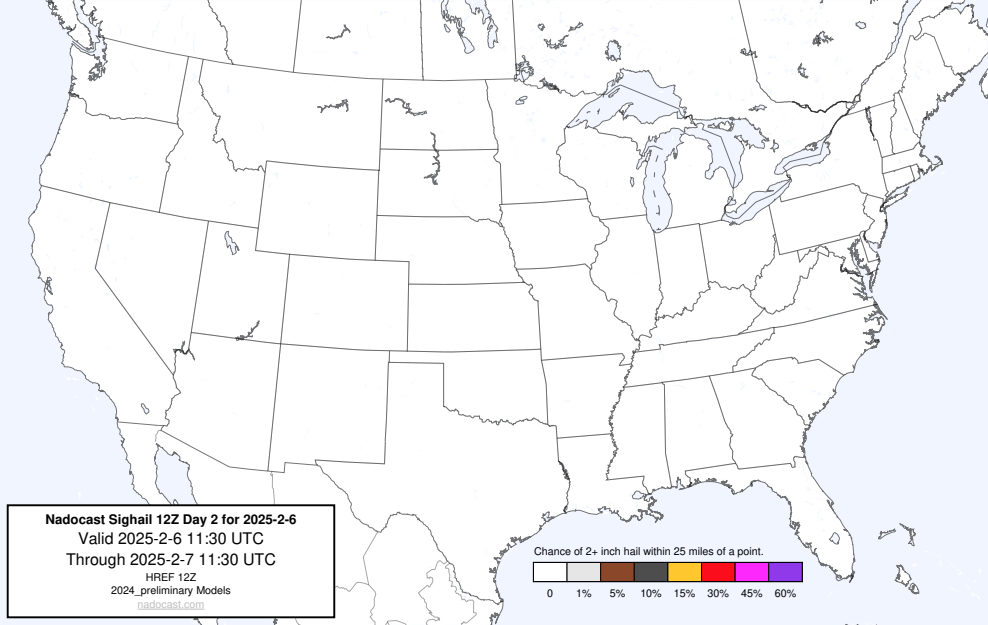 Nadocast Sighail 12Z Day 2 for 2025-2-6
Valid 2025-2-6 11:30 UTC
Through 2025-2-7 11:30 UTC
HREF 12Z
2024_preliminary Models
nadocast.com
Chance of 2+ inch hail within 25 miles of a point.
0 1% 5% 10% 15% 30% 45% 60%